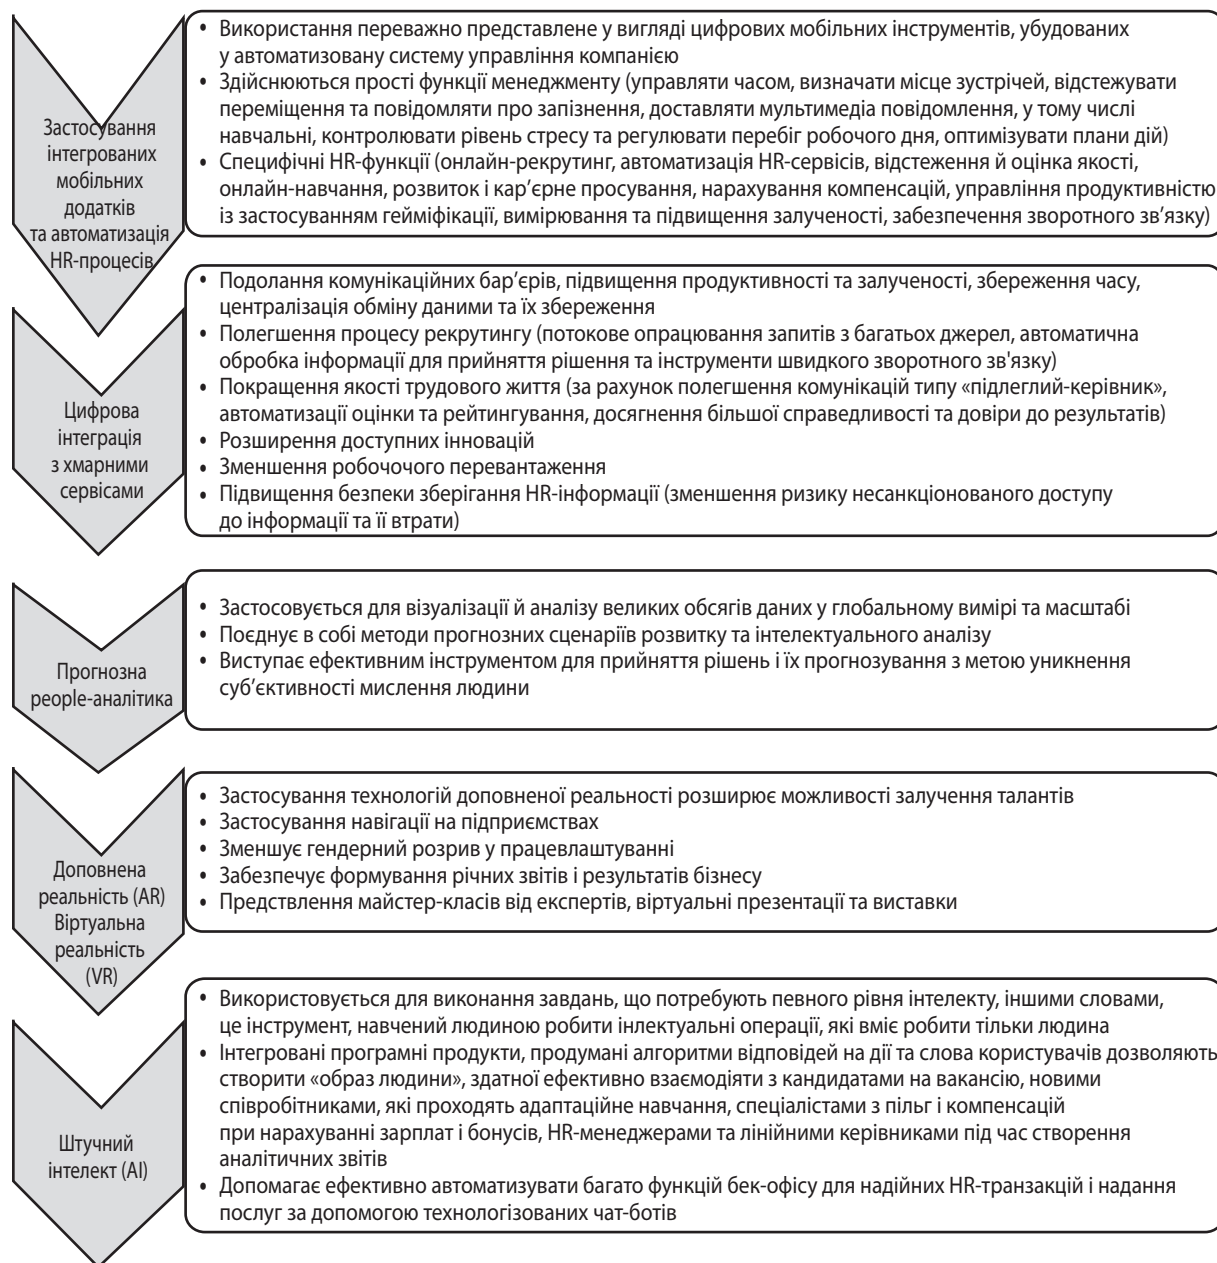 Застосування
інтегрованих
мобільних
додатків
та автоматизація
HR-процесів
• Використання переважно представлене у вигляді цифрових мобільних інструментів, убудованих
у автоматизовану систему управління компанією
• Здійснюються прості функції менеджменту (управляти часом, визначати місце зустрічей, відстежувати
переміщення та повідомляти про запізнення, доставляти мультимедіа повідомлення, у тому числі
навчальні, контролювати рівень стресу та регулювати перебіг робочого дня, оптимізувати плани дій)
• Специфічні HR-функції (онлайн-рекрутинг, автоматизація HR-сервісів, відстеження й оцінка якості,
онлайн-навчання, розвиток і кар’єрне просування, нарахування компенсацій, управління продуктивністю
із застосуванням гейміфікації, вимірювання та підвищення залученості, забезпечення зворотного зв’язку)
Цифрова
інтеграція
з хмарними
сервісами
• Подолання комунікаційних бар’єрів, підвищення продуктивності та залученості, збереження часу,
централізація обміну даними та їх збереження
• Полегшення процесу рекрутингу (потокове опрацювання запитів з багатьох джерел, автоматична
обробка інформації для прийняття рішення та інструменти швидкого зворотного зв'язку)
• Покращення якості трудового життя (за рахунок полегшення комунікацій типу «підлеглий-керівник»,
автоматизації оцінки та рейтингування, досягнення більшої справедливості та довіри до результатів)
• Розширення доступних інновацій
• Зменшення робочочого перевантаження
• Підвищення безпеки зберігання HR-інформації (зменшення ризику несанкціонованого доступу
до інформації та її втрати)
Прогнозна
people-аналітика
• Застосовується для візуалізації й аналізу великих обсягів даних у глобальному вимірі та масштабі
• Поєднує в собі методи прогнозних сценаріїв розвитку та інтелектуального аналізу
• Виступає ефективним інструментом для прийняття рішень і їх прогнозування з метою уникнення
суб’єктивності мислення людини
Доповнена
реальність (AR)
Віртуальна
реальність
(VR)
• Застосування технологій доповненої реальності розширює можливості залучення талантів
• Застосування навігації на підприємствах
• Зменшує гендерний розрив у працевлаштуванні
• Забезпечує формування річних звітів і результатів бізнесу
• Предствлення майстер-класів від експертів, віртуальні презентації та виставки
Штучний
інтелект (AI)
• Використовується для виконання завдань, що потребують певного рівня інтелекту, іншими словами,
це інструмент, навчений людиною робити інлектуальні операції, які вміє робити тільки людина
• Інтегровані програмні продукти, продумані алгоритми відповідей на дії та слова користувачів дозволяють
створити «образ людини», здатної ефективно взаємодіяти з кандидатами на вакансію, новими
співробітниками, які проходять адаптаційне навчання, спеціалістами з пільг і компенсацій
при нарахуванні зарплат і бонусів, HR-менеджерами та лінійними керівниками під час створення
аналітичних звітів
• Допомагає ефективно автоматизувати багато функцій бек-офісу для надійних HR-транзакцій і надання
послуг за допомогою технологізованих чат-ботів